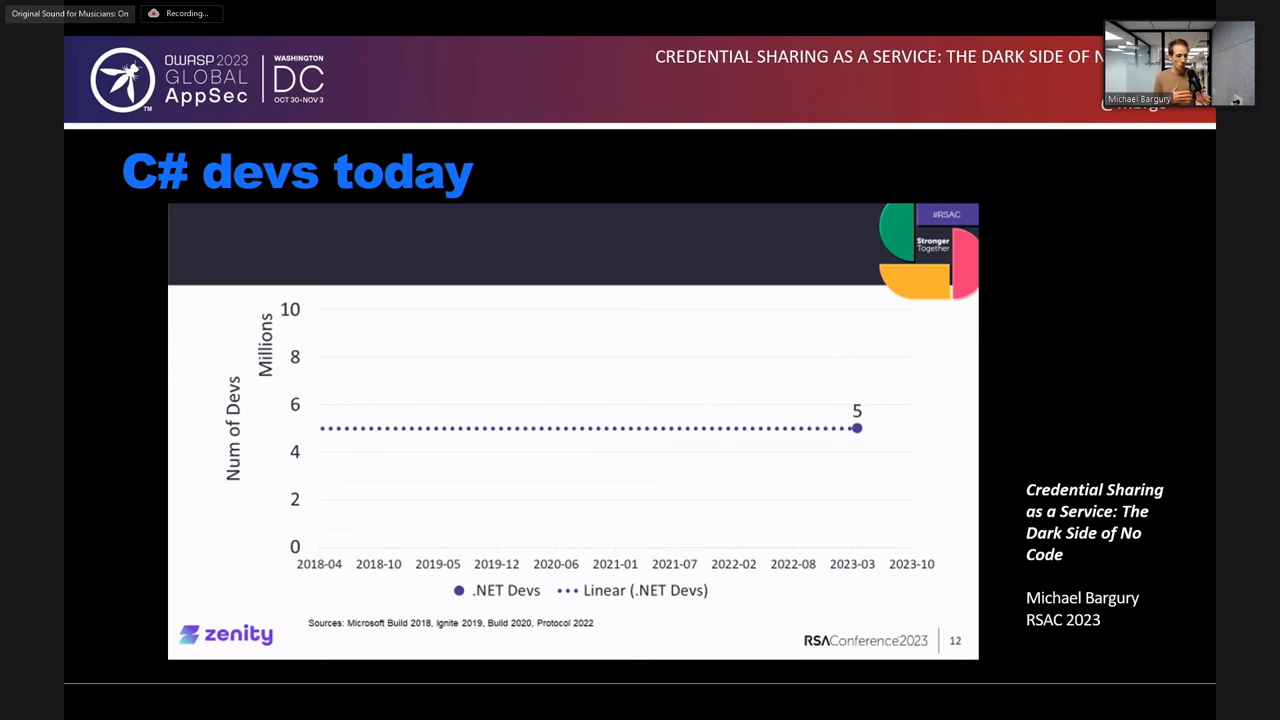 Original Sound for Musicians: On
Recording...
OWASP 2023
GLOBAL
AppSec
WASHINGTON
DC
OCT 30-NOV 3
TM
CREDENTIAL SHARING AS A SERVICE: THE DARK SIDE OF N
Michael Bargury
C# devs today
#RSAC
Stronger
Together
Num of Devs
Millions
10
8
6
4
2
0
5
2018-04 2018-10 2019-05 2019-12 2020-06 2021-01 2021-07 2022-02 2022-08 2023-03 2023-10
.NET Devs Linear (.NET Devs)
Sources: Microsoft Build 2018, Ignite 2019, Build 2020, Protocol 2022
zenity
RSAConference2023 12
Credential Sharing
as a Service: The
Dark Side of No
Code
Michael Bargury
RSAC 2023